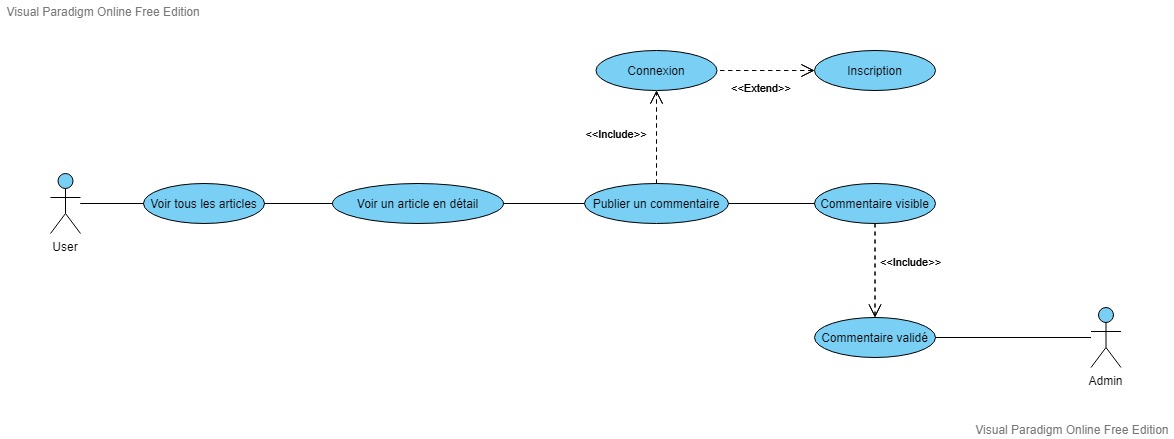 Visual Paradigm Online Free Edition
Connexion
Inscription
<<Extend>>
<<Include>>
Voir tous les articles
Voir un article en détail
Publier un commentaire
Commentaire visible
User
<<Include>>
Commentaire validé
Admin
Visual Paradigm Online Free Edition